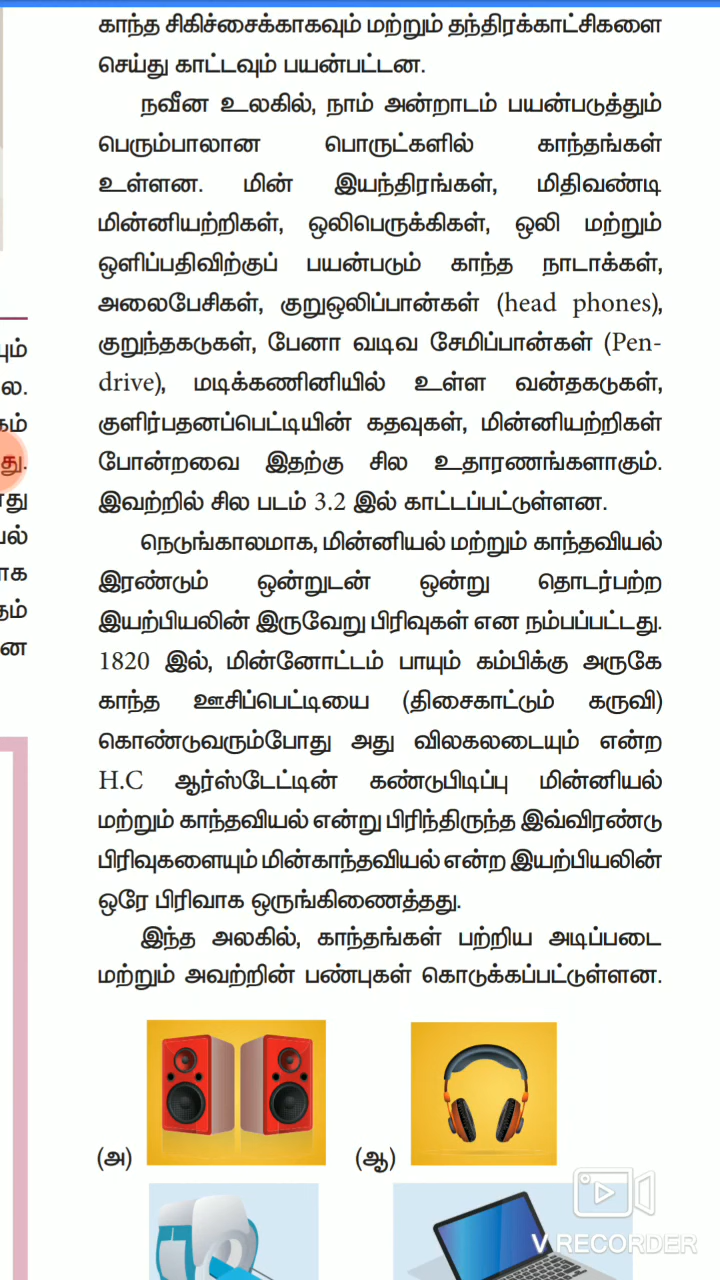 காந்த சிகிச்சைக்காகவும் மற்றும் தந்திரக்காட்சிகளை
செய்து காட்டவும் பயன்பட்டன.
நவீன உலகில், நாம் அன்றாடம் பயன்படுத்தும்
பெரும்பாலான பொருட்களில் காந்தங்கள்
உள்ளன. மின் இயந்திரங்கள், மிதிவண்டி
மின்னியற்றிகள், ஒலிபெருக்கிகள், ஒலி மற்றும்
ஒளிப்பதிவிற்குப் பயன்படும் காந்த நாடாக்கள்,
அலைபேசிகள், குறுஒலிப்பான்கள் (head phones),
குறுந்தகடுகள், பேனா வடிவ சேமிப்பான்கள் (Pen-
drive), மடிக்கணினியில் உள்ள வன்தகடுகள்,
குளிர்பதனப்பெட்டியின் கதவுகள், மின்னியற்றிகள்
போன்றவை இதற்கு சில உதாரணங்களாகும்.
இவற்றில் சில படம் 3.2 இல் காட்டப்பட்டுள்ளன.
நெடுங்காலமாக, மின்னியல் மற்றும் காந்தவியல்
இரண்டும் ஒன்றுடன் ஒன்று தொடர்பற்ற
இயற்பியலின் இருவேறு பிரிவுகள் என நம்பப்பட்டது.
1820 இல், மின்னோட்டம் பாயும் கம்பிக்கு அருகே
காந்த ஊசிப்பெட்டியை (திசைகாட்டும் கருவி)
கொண்டுவரும்போது அது விலகலடையும் என்ற
H.C ஆர்ஸ்டேட்டின் கண்டுபிடிப்பு மின்னியல்
மற்றும் காந்தவியல் என்று பிரிந்திருந்த இவ்விரண்டு
பிரிவுகளையும் மின்காந்தவியல் என்ற இயற்பியலின்
ஒரே பிரிவாக ஒருங்கிணைத்தது.
இந்த அலகில், காந்தங்கள் பற்றிய அடிப்படை
மற்றும் அவற்றின் பண்புகள் கொடுக்கப்பட்டுள்ளன.
(அ)
(ஆ)
V RECORDER